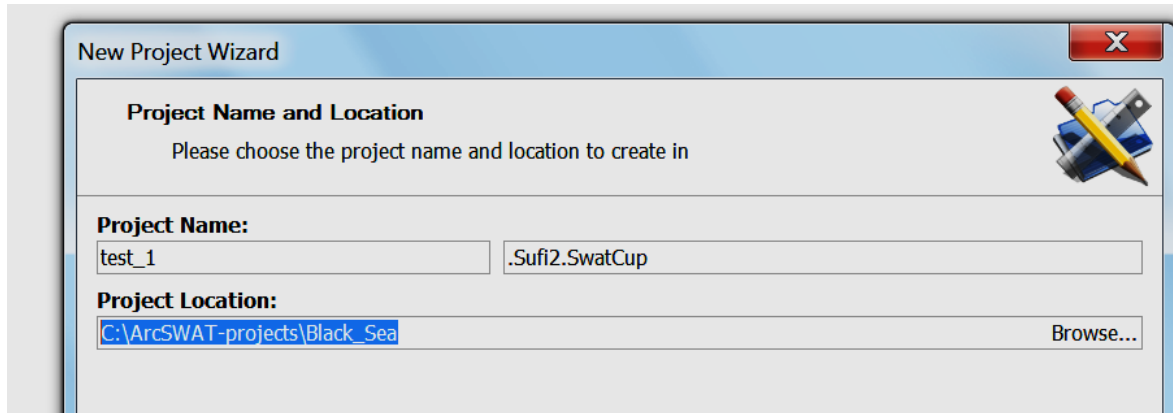 New Project Wizard
Project Name and Location
Please choose the project name and location to create in
Project Name:
test_1 .Sufi2.SwatCup
Project Location:
C:\ArcSWAT-projects\Black_Sea Browse...